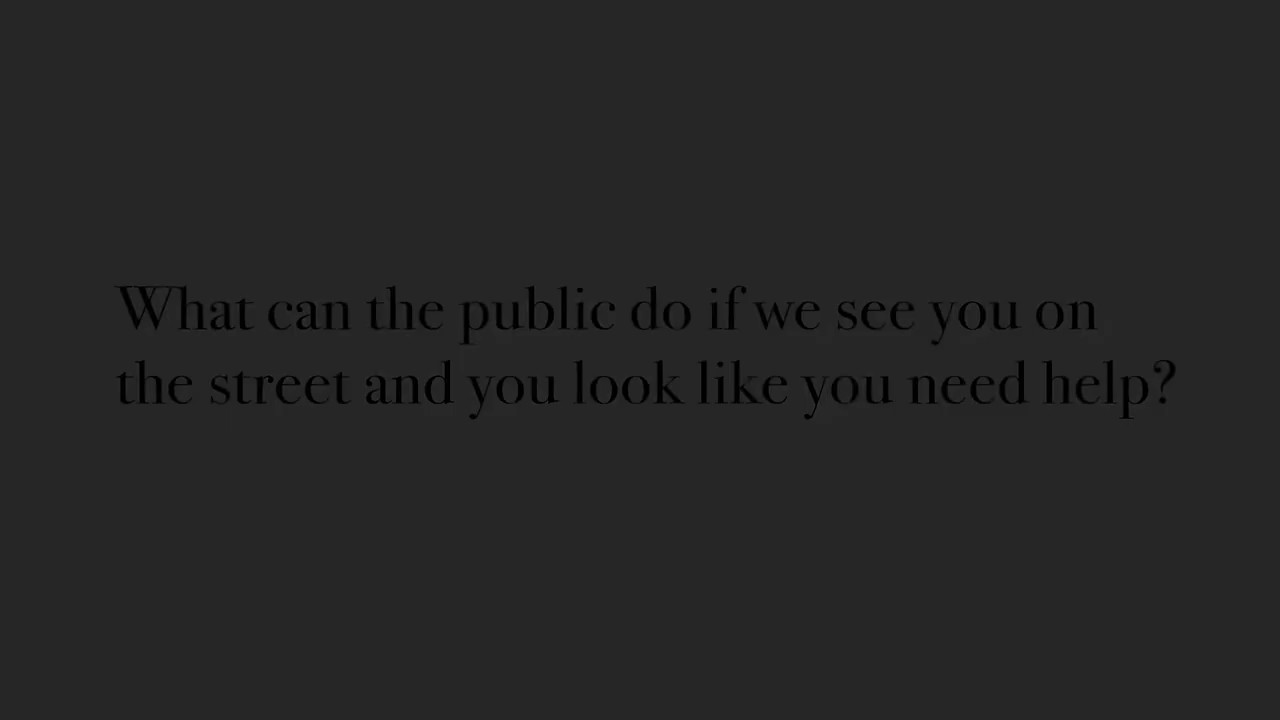 What can the public do if we see you on
the street and you look like you need help?